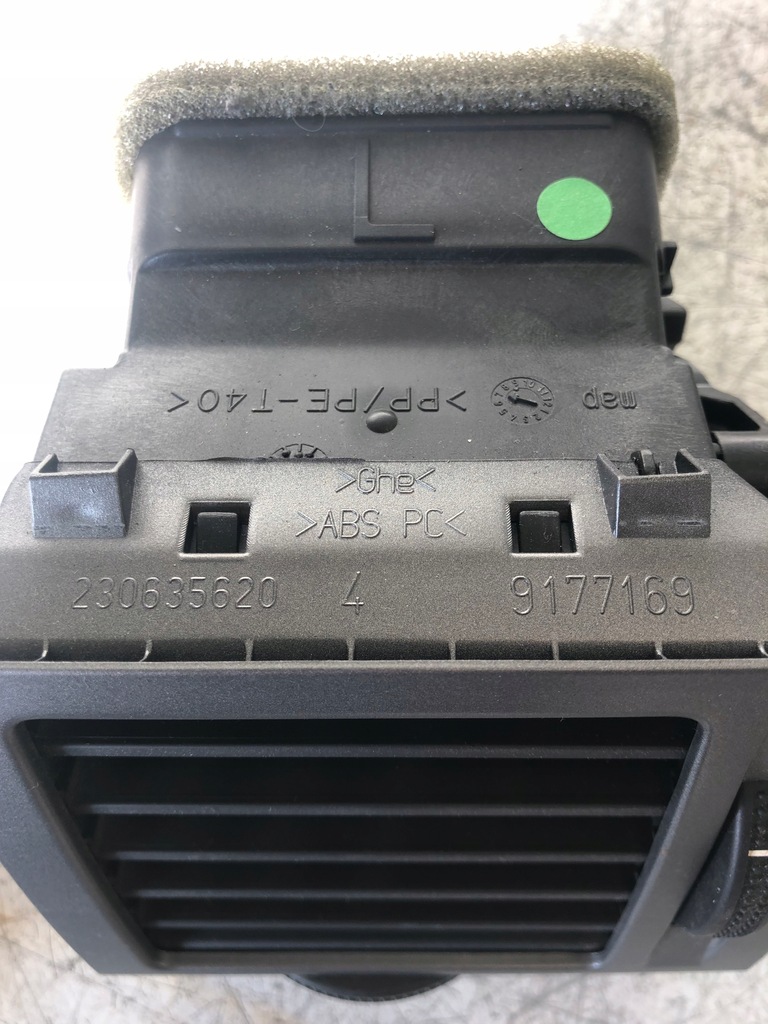 L
>PP/PE-T40<
map
>Ghe<
>ABS PC<
230635620 4 9177169